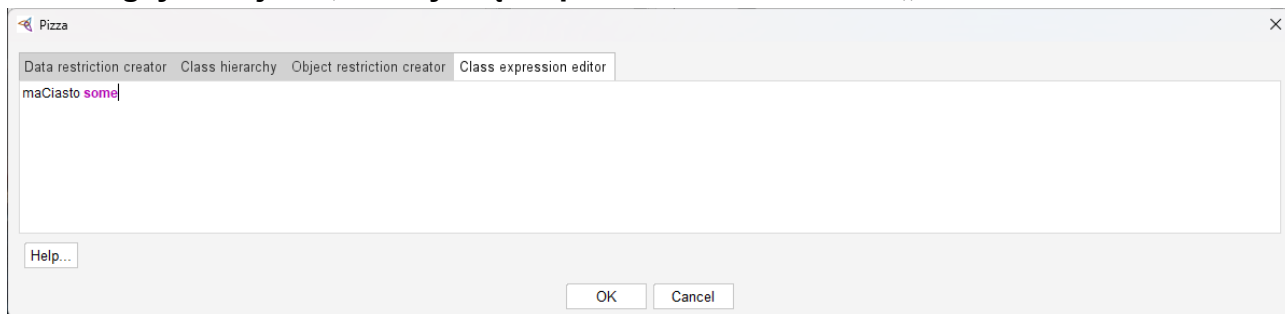 Pizza
Data restriction creator Class hierarchy Object restriction creator Class expression editor
maCiasto some
Help...
OK Cancel